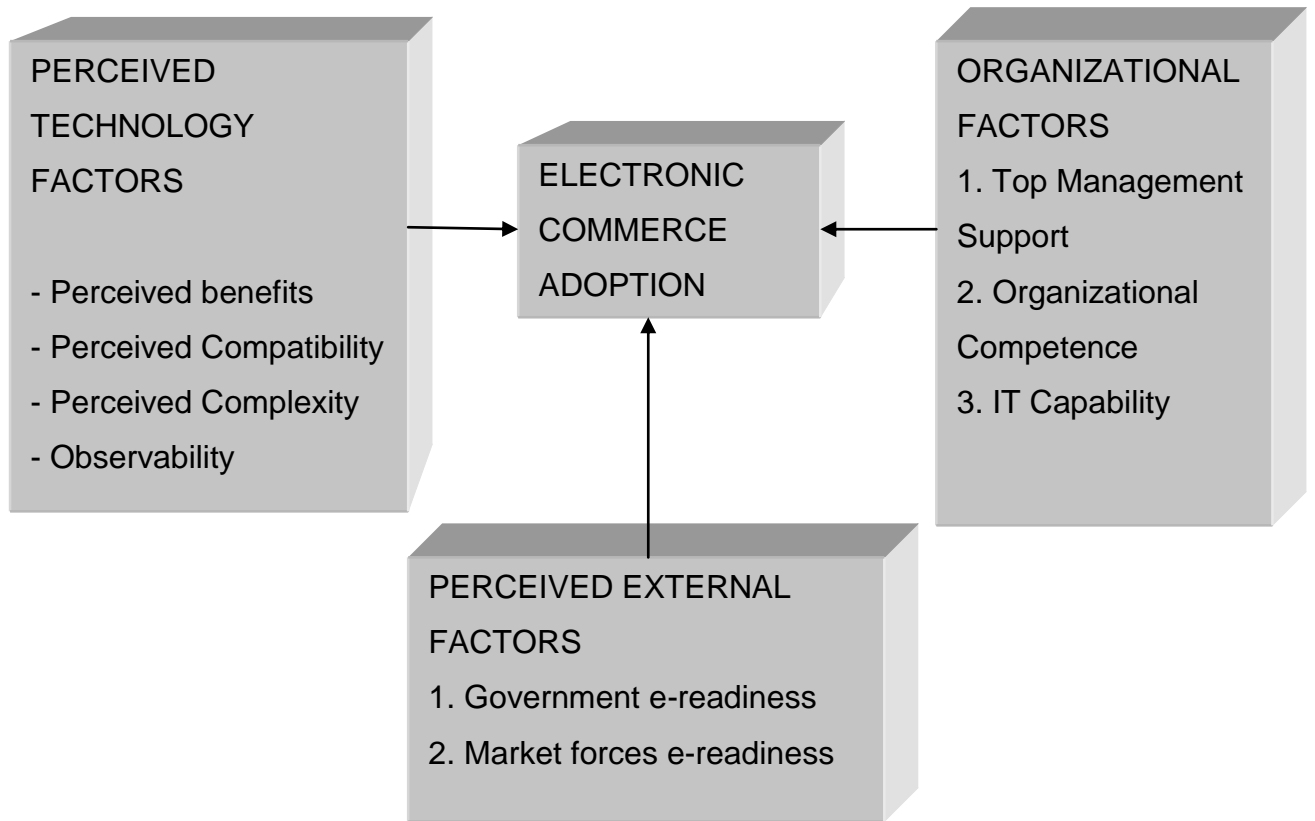 PERCEIVED
TECHNOLOGY
FACTORS
- Perceived benefits
- Perceived Compatibility
- Perceived Complexity
- Observability
ELECTRONIC
COMMERCE
ADOPTION
ORGANIZATIONAL
FACTORS
1. Top Management
Support
2. Organizational
Competence
3. IT Capability
PERCEIVED EXTERNAL
FACTORS
1. Government e-readiness
2. Market forces e-readiness